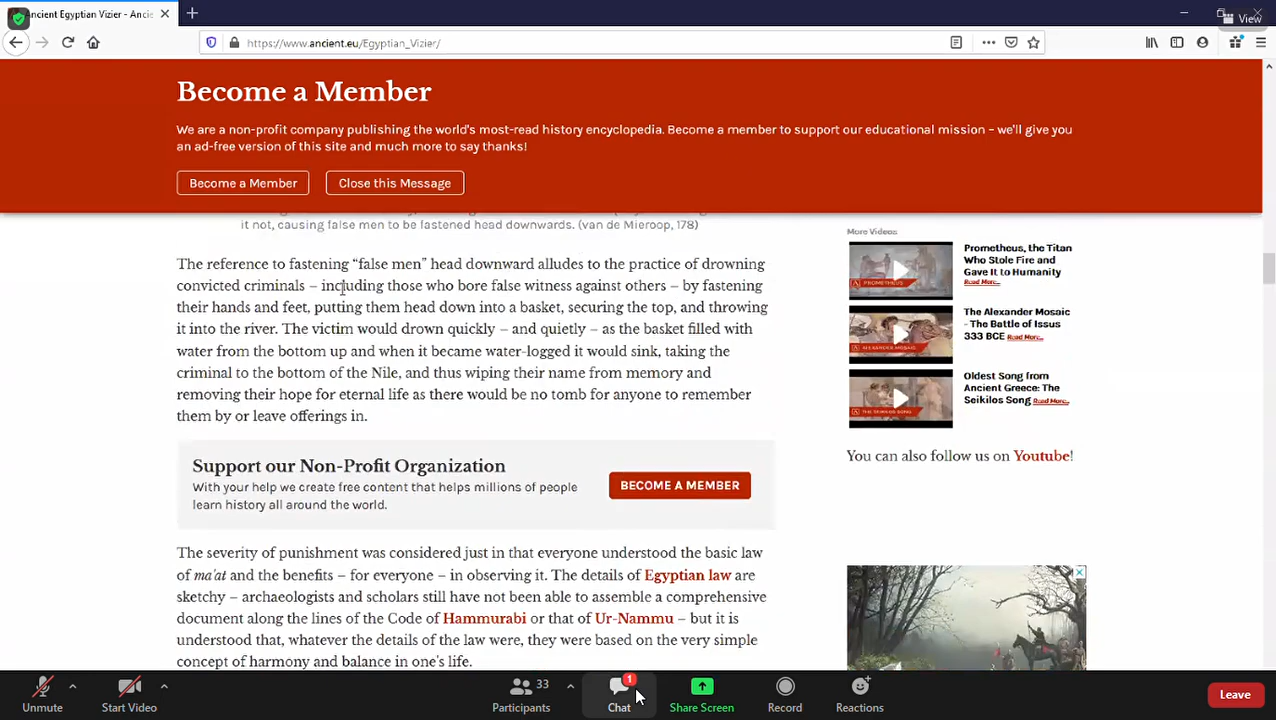 Ancient Egyptian Vizier - Ancie
View
https://www.ancient.eu/Egyptian_Vizier/
Become a Member
We are a non-profit company publishing the world's most-read history encyclopedia. Become a member to support our educational mission – we'll give you
an ad-free version of this site and much more to say thanks!
Become a Member
Close this Message
it not, causing false men to be lastened head downwards. (van de Mieroop, 178)
The reference to fastening “false men” head downward alludes to the practice of drowning
convicted criminals – including those who bore false witness against others – by fastening
their hands and feet, putting them head down into a basket, securing the top, and throwing
it into the river. The victim would drown quickly – and quietly – as the basket filled with
water from the bottom up and when it became water-logged it would sink, taking the
criminal to the bottom of the Nile, and thus wiping their name from memory and
removing their hope for eternal life as there would be no tomb for anyone to remember
them by or leave offerings in.
Support our Non-Profit Organization
With your help we create free content that helps millions of people
learn history all around the world.
BECOME A MEMBER
The severity of punishment was considered just in that everyone understood the basic law
of ma'at and the benefits – for everyone – in observing it. The details of Egyptian law are
sketchy – archaeologists and scholars still have not been able to assemble a comprehensive
document along the lines of the Code of Hammurabi or that of Ur-Nammu – but it is
understood that, whatever the details of the law were, they were based on the very simple
concept of harmony and balance in one's life.
More Videos
Prometheus, the Titan
Who Stole Fire and
Gave it to Humanity
Read More...
PROMETHEUS
The Alexander Mosaic
- The Battle of Issus
333 BCE Read More...
ALEXANDER MOSAIC
Oldest Song from
Ancient Greece: The
Seikilos Song Read More...
THE SEIKILOS SONG
You can also follow us on Youtube!
Unmute
Start Video
Participants
33
Chat
1
Share Screen
Record
Reactions
Leave